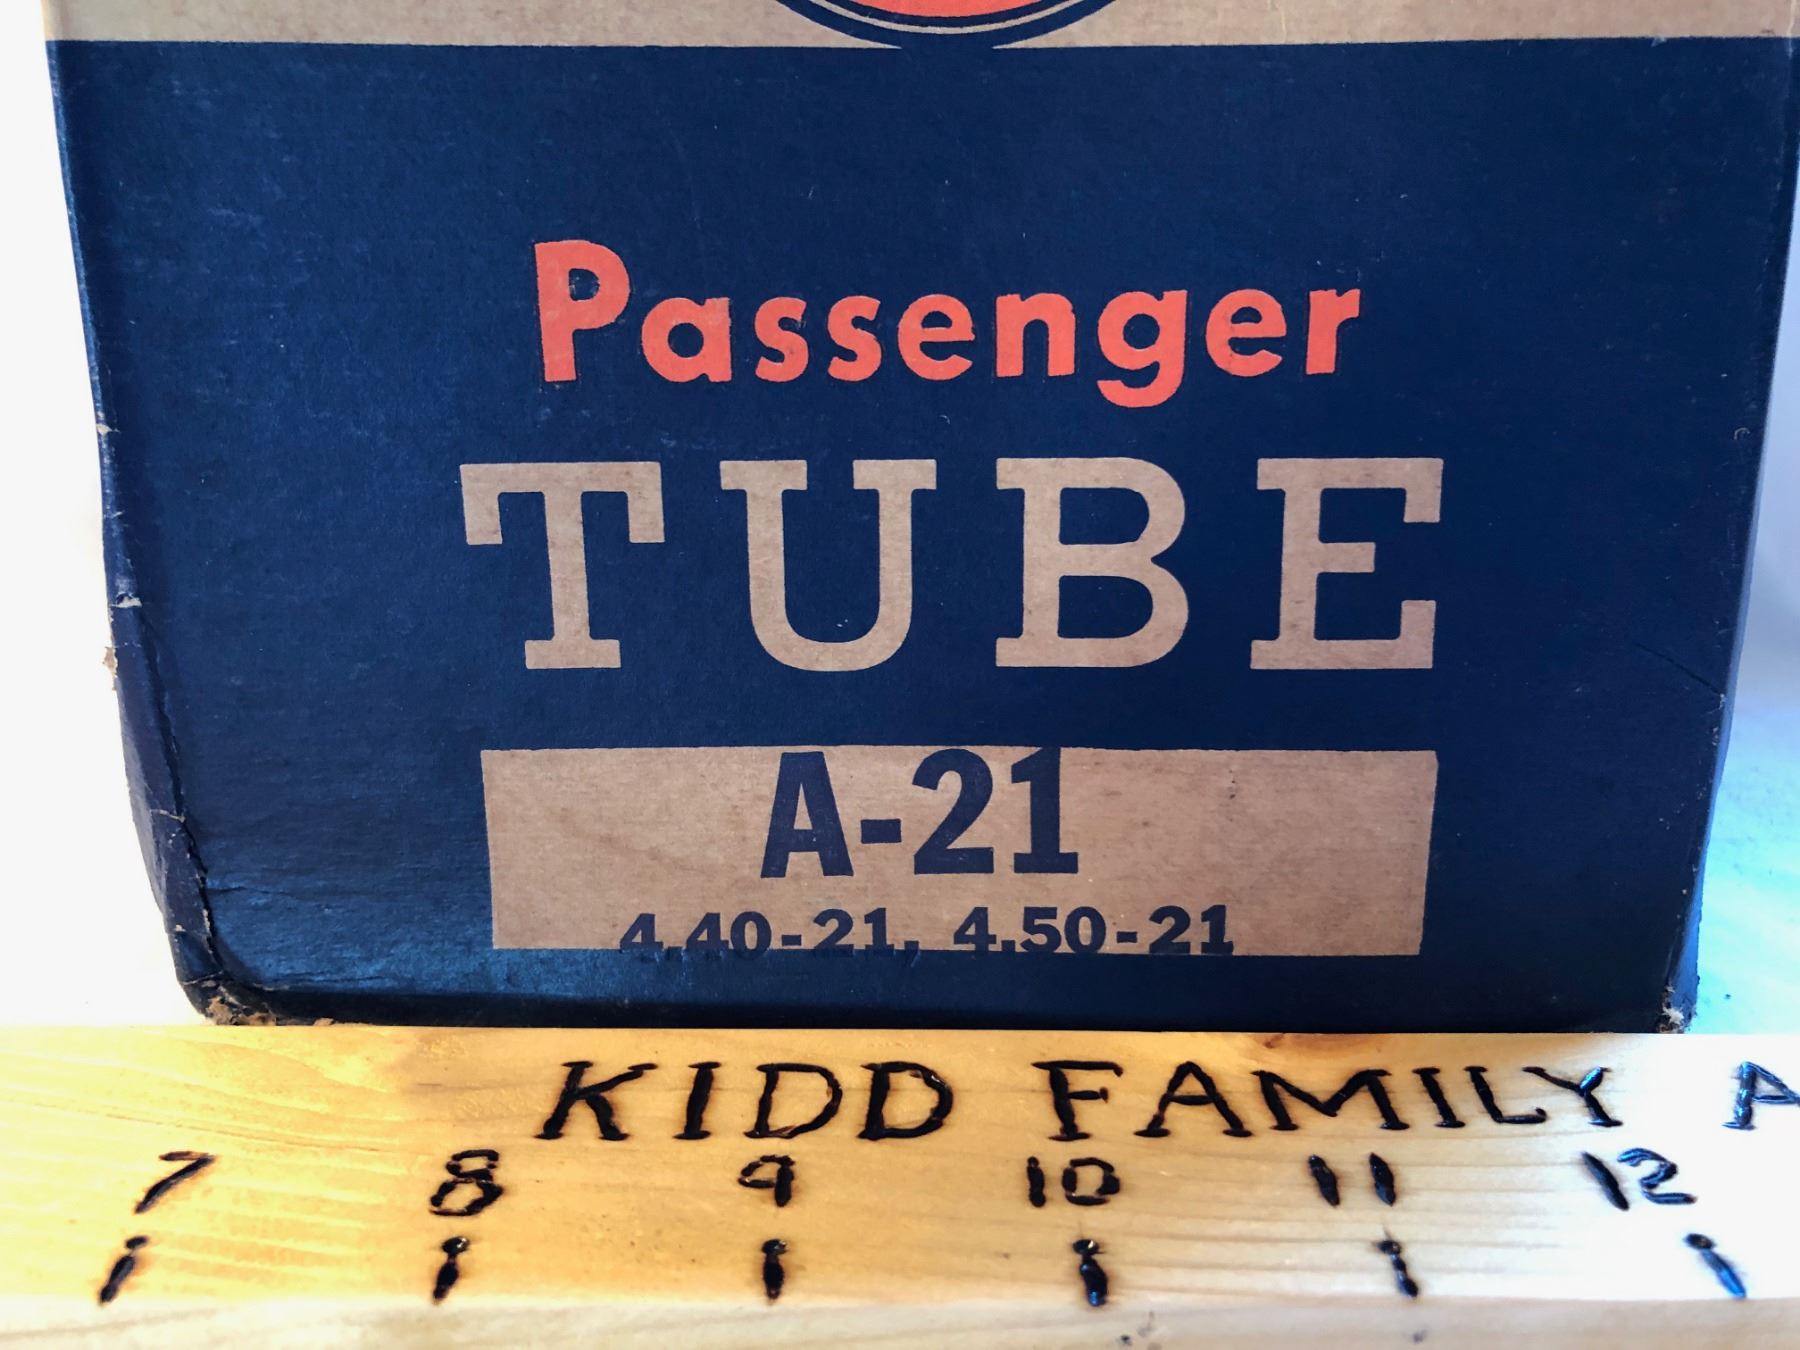 Passenger
TUBE
A-21
4.40-21, 4.50-21
KIDD FAMILY A
7 8 9 10 11 12